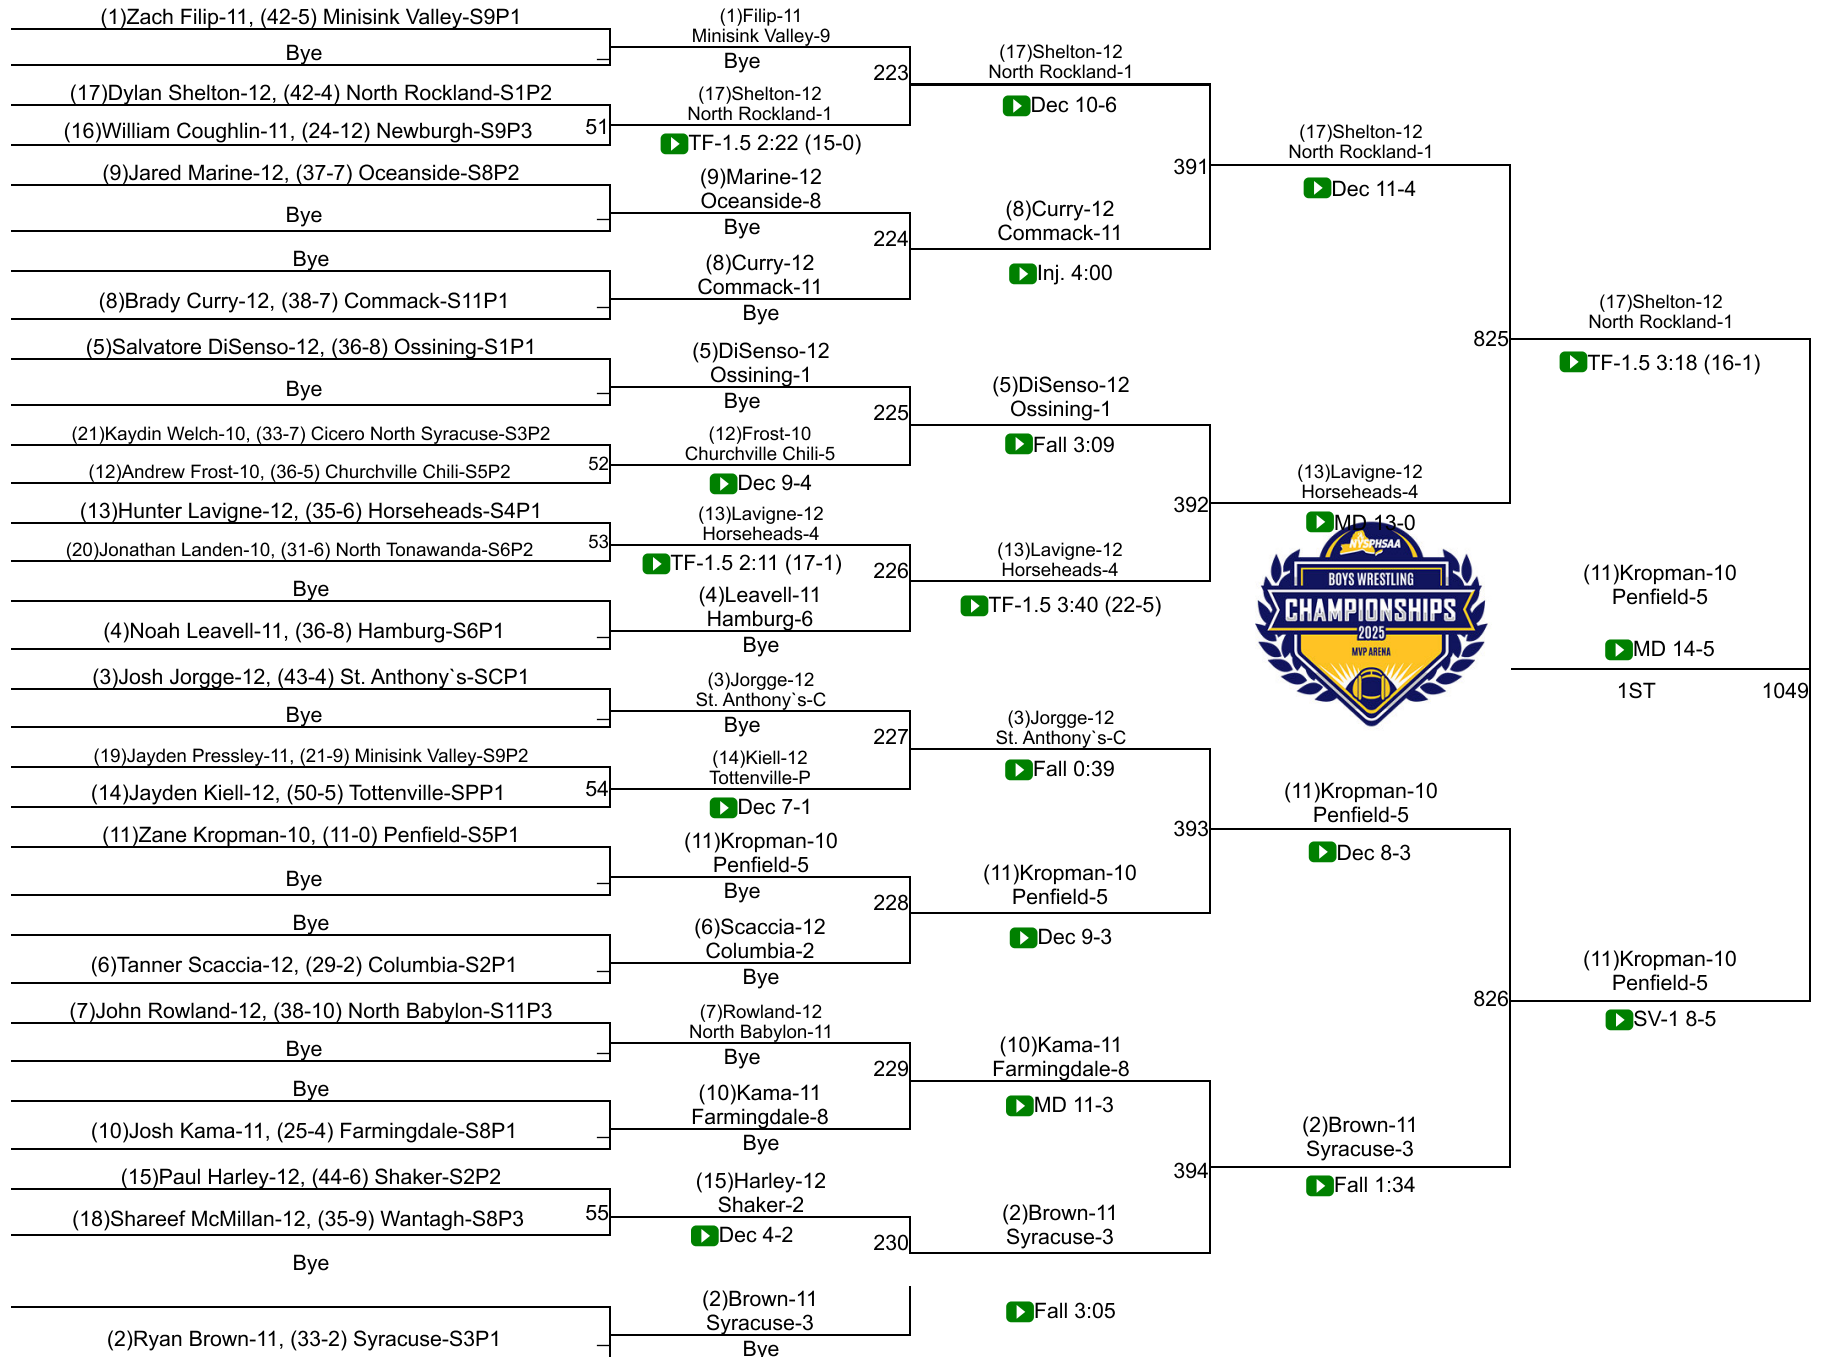 (1)Zach Filip-11, (42-5) Minisink Valley-S9P1
Bye
(17)Dylan Shelton-12, (42-4) North Rockland-S1P2
(16)William Coughlin-11, (24-12) Newburgh-S9P3
51
(9)Jared Marine-12, (37-7) Oceanside-S8P2
Bye
Bye
(8)Brady Curry-12, (38-7) Commack-S11P1
(5)Salvatore DiSenso-12, (36-8) Ossining-S1P1
Bye
(21)Kaydin Welch-10, (33-7) Cicero North Syracuse-S3P2
(12)Andrew Frost-10, (36-5) Churchville Chili-S5P2
52
(13)Hunter Lavigne-12, (35-6) Horseheads-S4P1
(20)Jonathan Landen-10, (31-6) North Tonawanda-S6P2
53
Bye
(4)Noah Leavell-11, (36-8) Hamburg-S6P1
(3)Josh Jorgge-12, (43-4) St. Anthony`s-SCP1
Bye
(19)Jayden Pressley-11, (21-9) Minisink Valley-S9P2
(14)Jayden Kiell-12, (50-5) Tottenville-SPP1
54
(11)Zane Kropman-10, (11-0) Penfield-S5P1
Bye
Bye
(6)Tanner Scaccia-12, (29-2) Columbia-S2P1
(7)John Rowland-12, (38-10) North Babylon-S11P3
Bye
Bye
(10)Josh Kama-11, (25-4) Farmingdale-S8P1
(15)Paul Harley-12, (44-6) Shaker-S2P2
(18)Shareef McMillan-12, (35-9) Wantagh-S8P3
55
Bye
(2)Ryan Brown-11, (33-2) Syracuse-S3P1
(1)Filip-11
Minisink Valley-9
Bye
223
(17)Shelton-12
North Rockland-1
TF-1.5 2:22 (15-0)
(9)Marine-12
Oceanside-8
Bye
224
(8)Curry-12
Commack-11
Bye
(5)DiSenso-12
Ossining-1
Bye
225
(12)Frost-10
Churchville Chili-5
Dec 9-4
(13)Lavigne-12
Horseheads-4
TF-1.5 2:11 (17-1)
226
(4)Leavell-11
Hamburg-6
Bye
(3)Jorgge-12
St. Anthony`s-C
Bye
227
(14)Kiell-12
Tottenville-P
Dec 7-1
(11)Kropman-10
Penfield-5
Bye
228
(6)Scaccia-12
Columbia-2
Bye
(7)Rowland-12
North Babylon-11
Bye
229
(10)Kama-11
Farmingdale-8
Bye
(15)Harley-12
Shaker-2
Dec 4-2
230
(2)Brown-11
Syracuse-3
Bye
(17)Shelton-12
North Rockland-1
Dec 10-6
391
(8)Curry-12
Commack-11
Inj. 4:00
(5)DiSenso-12
Ossining-1
Fall 3:09
392
(13)Lavigne-12
Horseheads-4
TF-1.5 3:40 (22-5)
(3)Jorgge-12
St. Anthony`s-C
Fall 0:39
393
(11)Kropman-10
Penfield-5
Dec 9-3
(10)Kama-11
Farmingdale-8
MD 11-3
394
(2)Brown-11
Syracuse-3
Fall 3:05
(17)Shelton-12
North Rockland-1
Dec 11-4
825
(13)Lavigne-12
Horseheads-4
MD 13-0
NYSPHSAA
BOYS WRESTLING
CHAMPIONSHIPS
2025
MVP ARENA
(11)Kropman-10
Penfield-5
Dec 8-3
826
(2)Brown-11
Syracuse-3
Fall 1:34
(17)Shelton-12
North Rockland-1
TF-1.5 3:18 (16-1)
(11)Kropman-10
Penfield-5
MD 14-5
1ST
1049
(11)Kropman-10
Penfield-5
SV-1 8-5